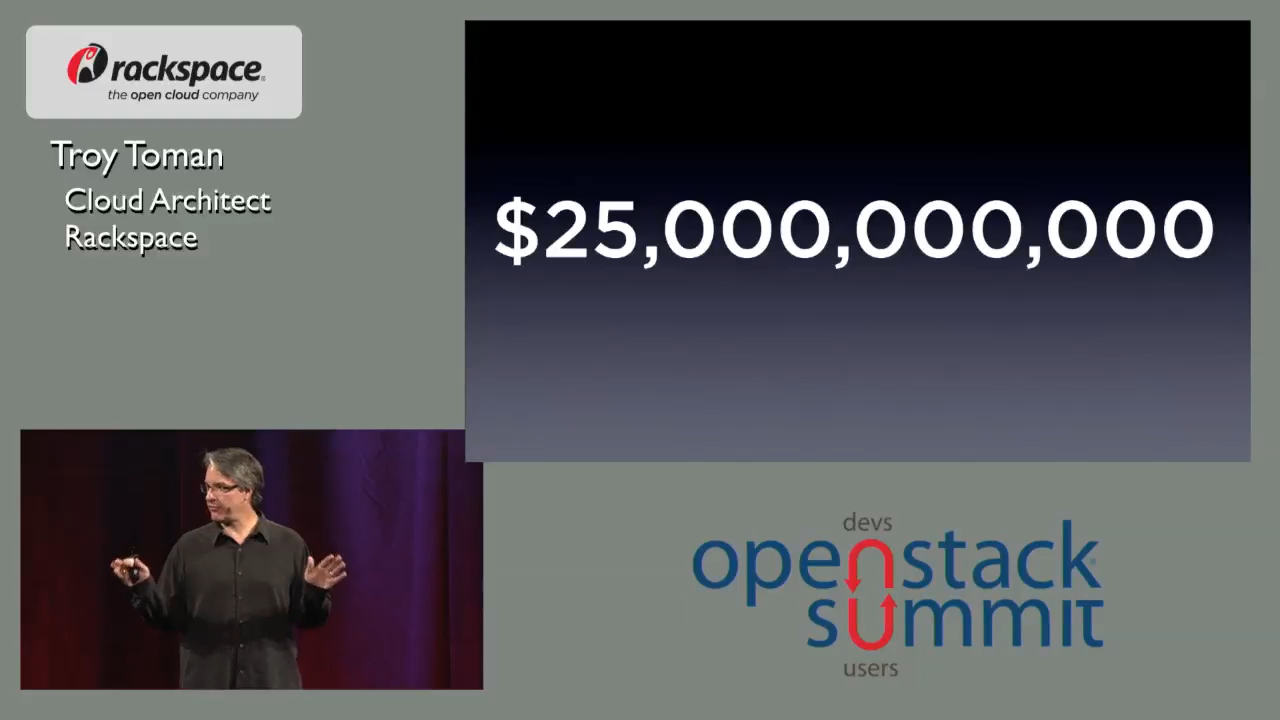 rackspace
the open cloud company
Troy Toman
Cloud Architect
Rackspace
$25,000,000,000
devs
openstack
summit
users